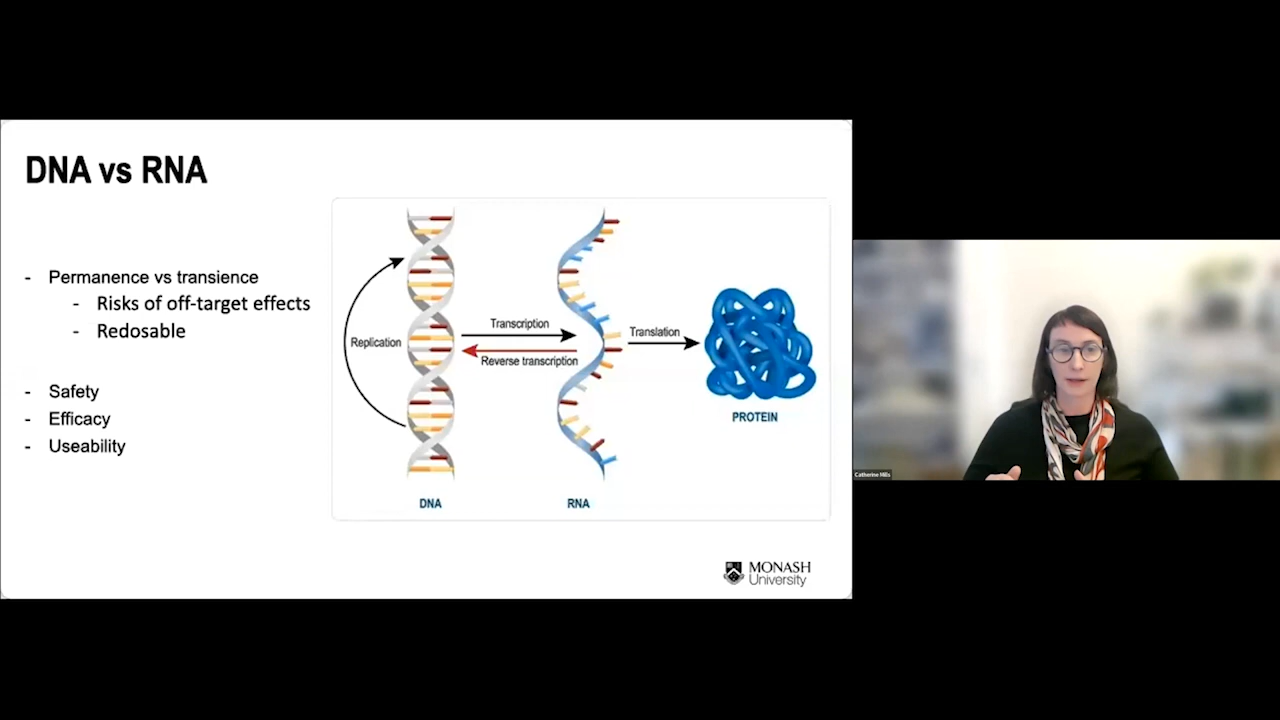 DNA vs RNA
- Permanence vs transience
- Risks of off-target effects
- Redosable
- Safety
- Efficacy
- Useability
Replication
Transcription
Reverse transcription
Translation
PROTEIN
DNA
RNA
MONASH
University
Catherine Mills